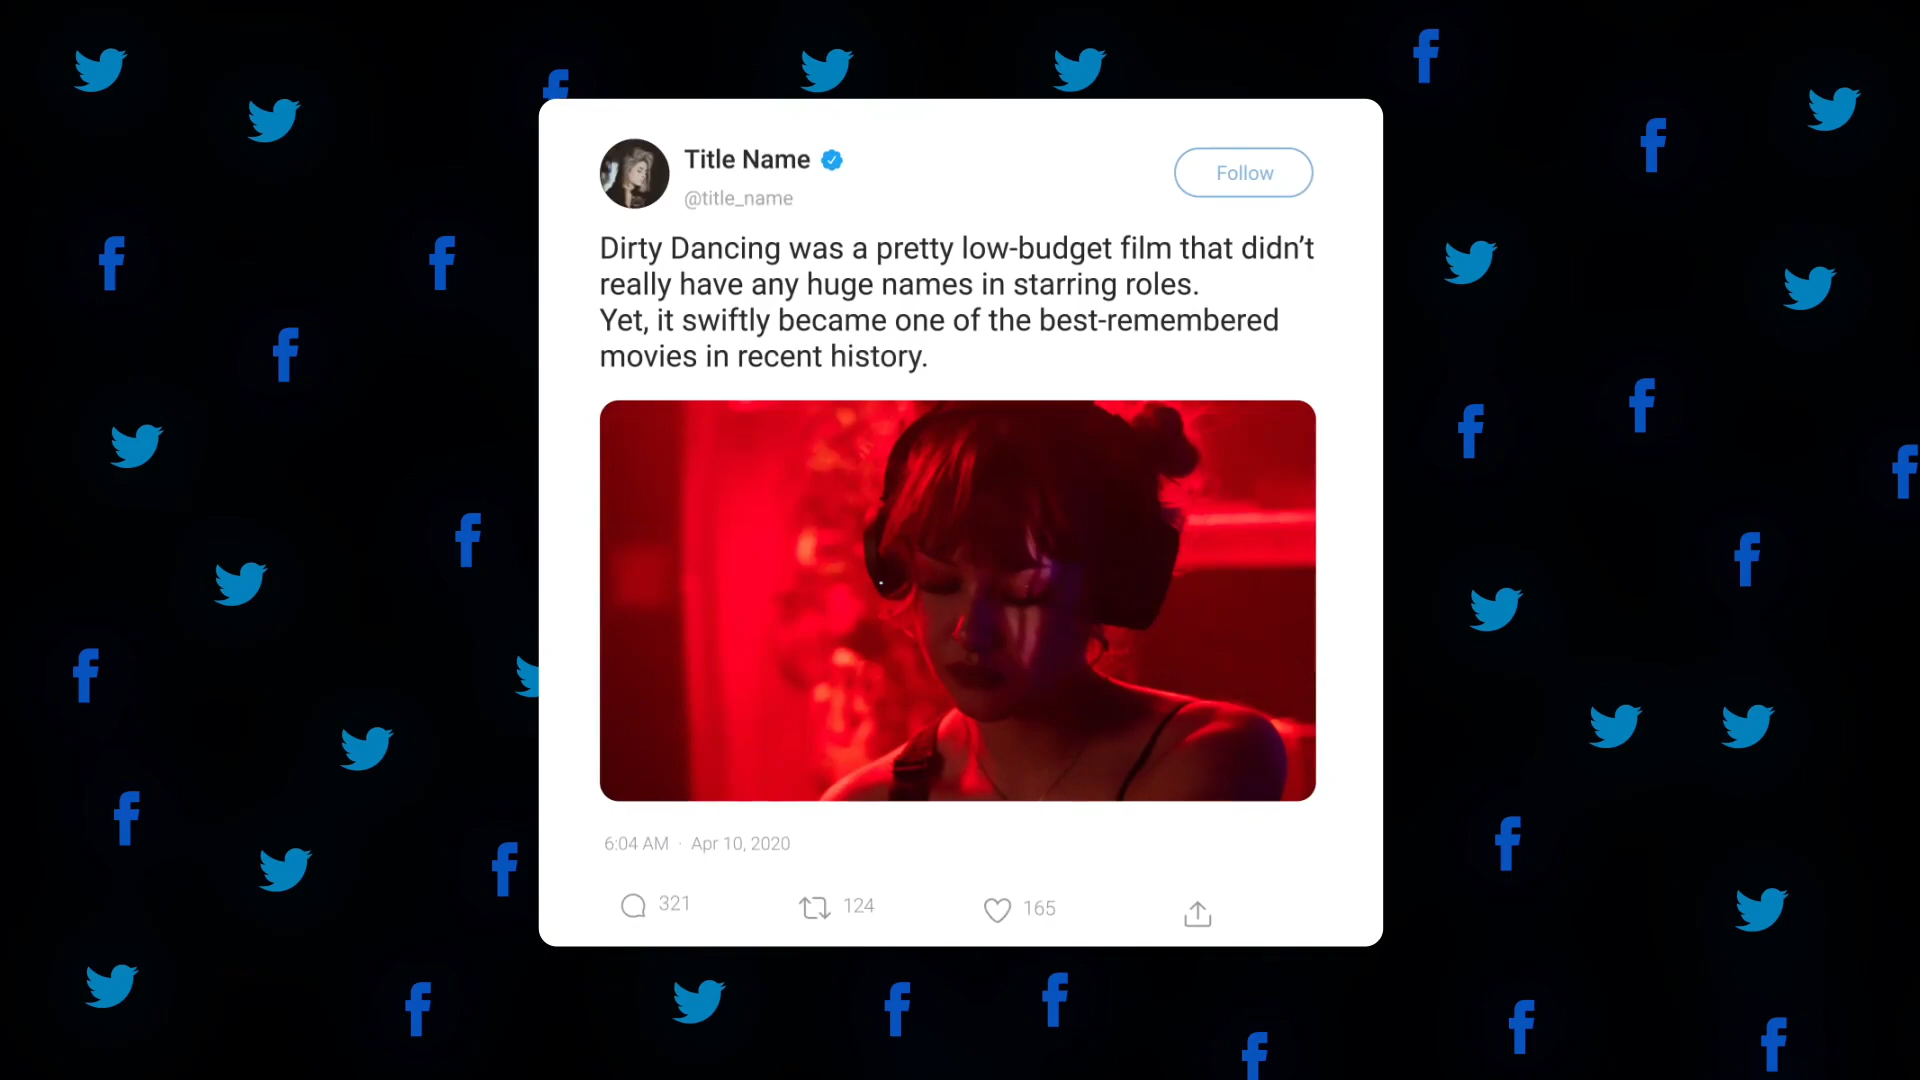 Title Name
@title_name
Follow
Dirty Dancing was a pretty low-budget film that didn’t
really have any huge names in starring roles.
Yet, it swiftly became one of the best-remembered
movies in recent history.
6:04 AM · Apr 10, 2020
321
124
165